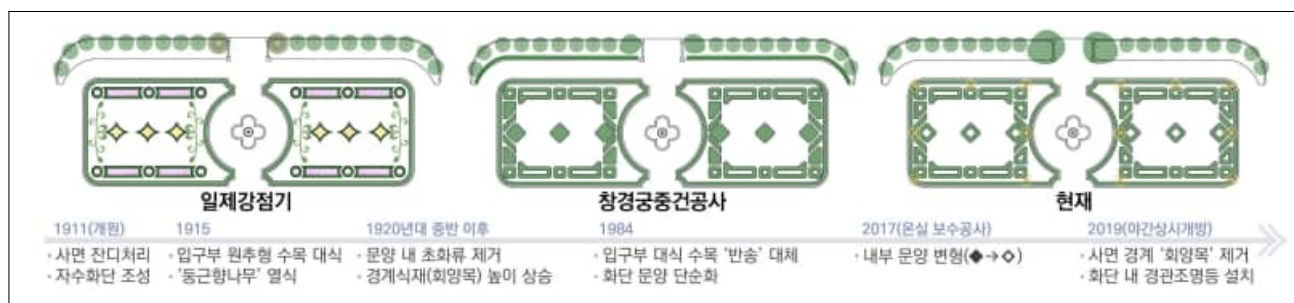 일제강점기
창경궁중건공사
현재
1911(개원)
· 사면 잔디처리
· 자수화단 조성
1915
· 입구부 원추형 수목 대식
· '둥근향나무' 열식
1920년대 중반 이후
· 문양 내 초화류 제거
· 경계식재(회양목) 높이 상승
1984
· 입구부 대식 수목 '반송' 대체
· 화단 문양 단순화
2017(온실 보수공사)
· 내부 문양 변형(◆→◇)
2019(야간상시개방)
· 사면 경계 '회양목' 제거
· 화단 내 경관조명등 설치